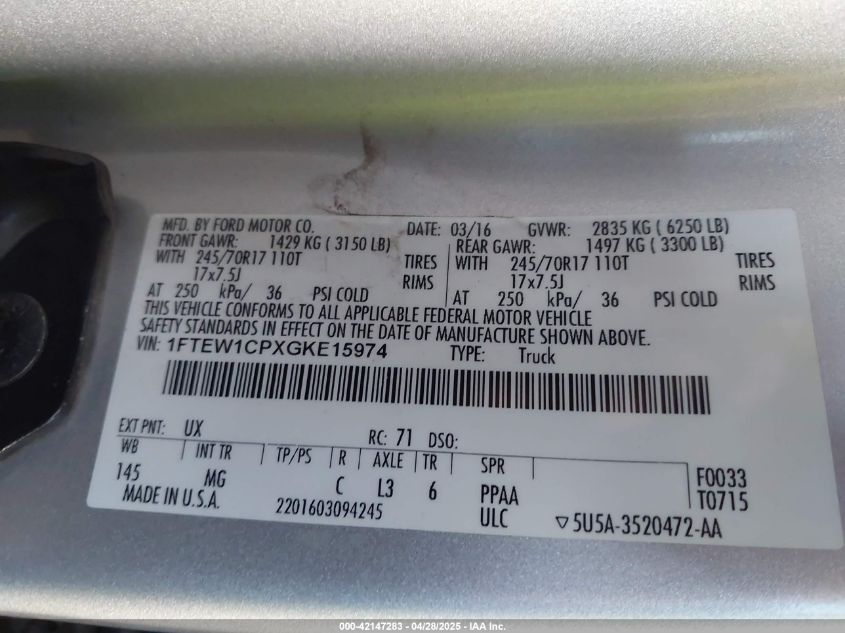 MFD. BY FORD MOTOR CO. DATE: 03/16 GVWR: 2835 KG ( 6250 LB)
FRONT GAWR: 1429 KG ( 3150 LB) REAR GAWR: 1497 KG ( 3300 LB)
WITH 245/70R17 110T TIRES WITH 245/70R17 110T TIRES
17x7.5J RIMS 17x7.5J RIMS
AT 250 kPa/ 36 PSI COLD AT 250 kPa/ 36 PSI COLD
THIS VEHICLE CONFORMS TO ALL APPLICABLE FEDERAL MOTOR VEHICLE
SAFETY STANDARDS IN EFFECT ON THE DATE OF MANUFACTURE SHOWN ABOVE.
VIN: 1FTEW1CPXGKE15974 TYPE: Truck
EXT PNT: UX RC: 71 DSO:
WB INT TR TP/PS R AXLE TR SPR
145 MG C L3 6 PPAA F0033
MADE IN U.S.A. 2201603094245 ULC T0715
▽5U5A-3520472-AA
000-42147283 - 04/28/2025 - IAA Inc.